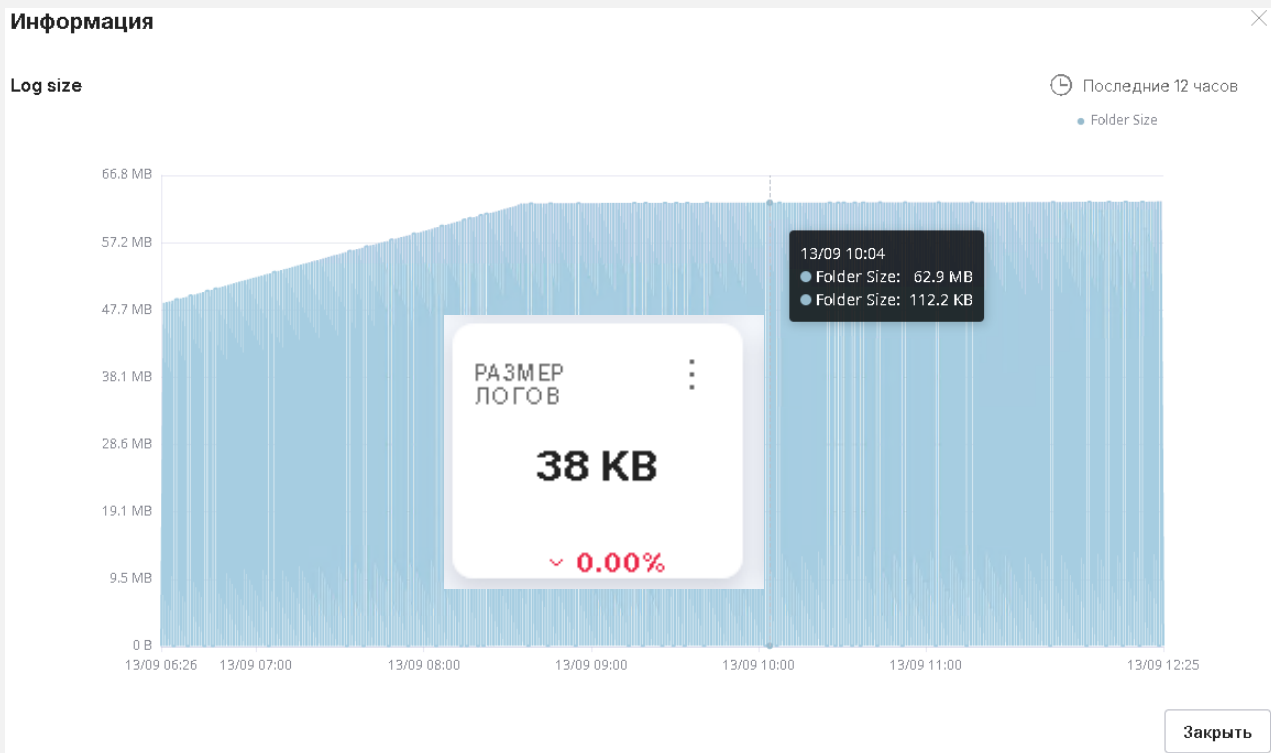 Информация
Log size
Последние 12 часов
Folder Size
66.8 MB
57.2 MB
47.7 MB
38.1 MB
28.6 MB
19.1 MB
9.5 MB
0 B
13/09 10:04
Folder Size: 62.9 MB
Folder Size: 112.2 KB
РАЗМЕР
ЛОГОВ
38 KB
0.00%
13/09 06:26 13/09 07:00 13/09 08:00 13/09 09:00 13/09 10:00 13/09 11:00 13/09 12:25
Закрыть